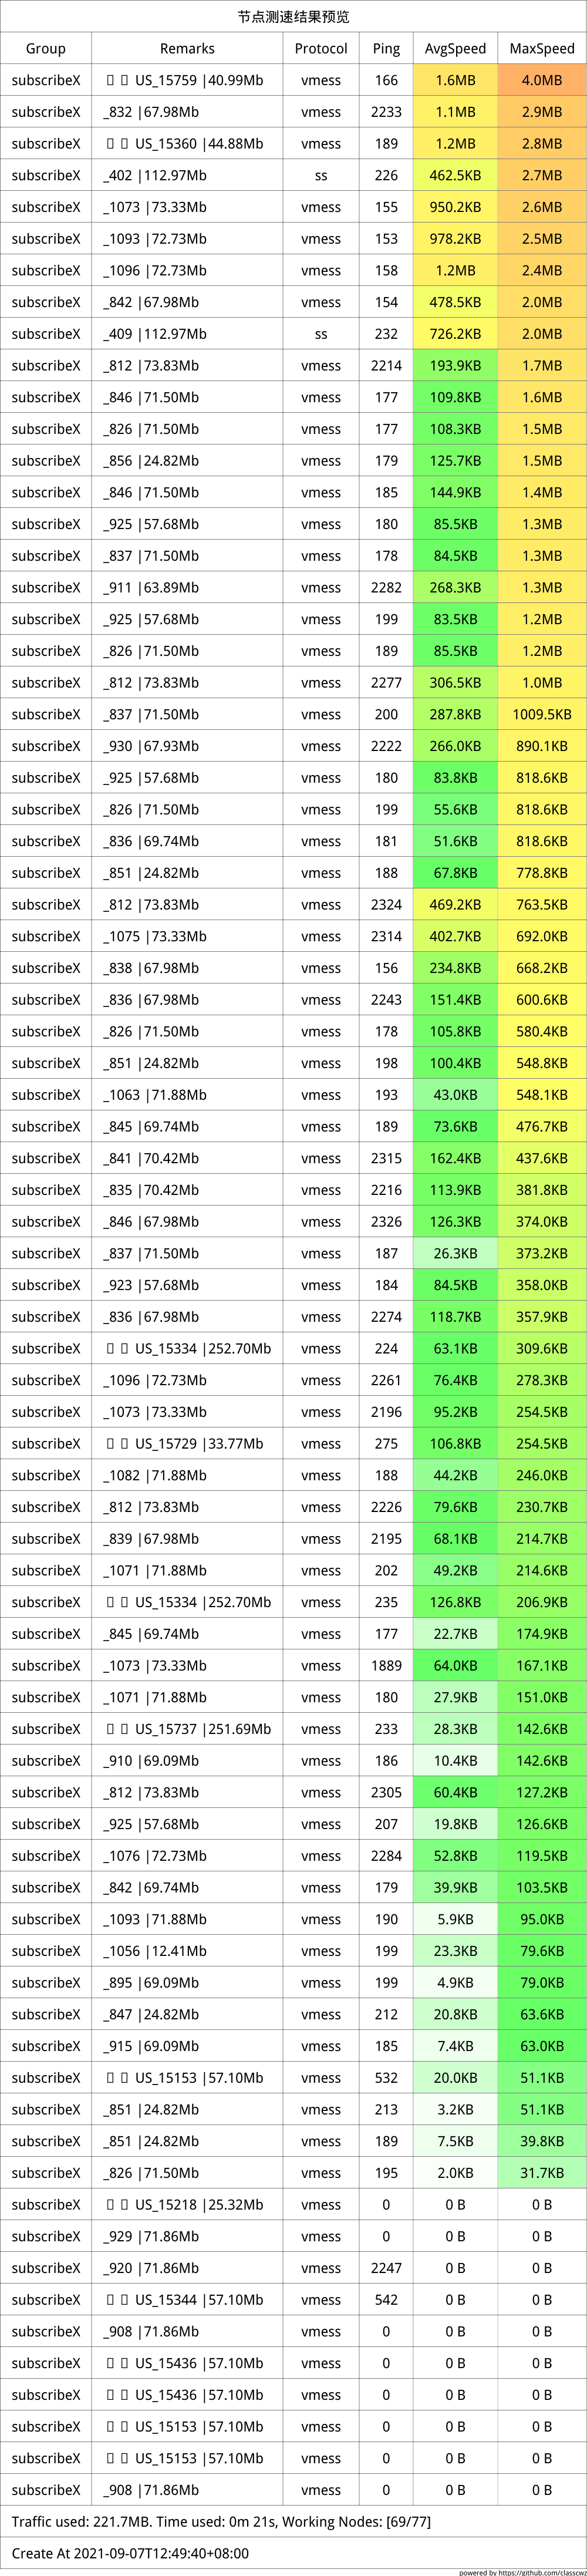 节点测速结果预览
Group Remarks Protocol Ping AvgSpeed MaxSpeed
subscribeX US_15759 |40.99Mb vmess 166 1.6MB 4.0MB
subscribeX _832 |67.98Mb vmess 2233 1.1MB 2.9MB
subscribeX US_15360 |44.88Mb vmess 189 1.2MB 2.8MB
subscribeX _402 |112.97Mb ss 226 462.5KB 2.7MB
subscribeX _1073 |73.33Mb vmess 155 950.2KB 2.6MB
subscribeX _1093 |72.73Mb vmess 153 978.2KB 2.5MB
subscribeX _1096 |72.73Mb vmess 158 1.2MB 2.4MB
subscribeX _842 |67.98Mb vmess 154 478.5KB 2.0MB
subscribeX _409 |112.97Mb ss 232 726.2KB 2.0MB
subscribeX _812 |73.83Mb vmess 2214 193.9KB 1.7MB
subscribeX _846 |71.50Mb vmess 177 109.8KB 1.6MB
subscribeX _826 |71.50Mb vmess 177 108.3KB 1.5MB
subscribeX _856 |24.82Mb vmess 179 125.7KB 1.5MB
subscribeX _846 |71.50Mb vmess 185 144.9KB 1.4MB
subscribeX _925 |57.68Mb vmess 180 85.5KB 1.3MB
subscribeX _837 |71.50Mb vmess 178 84.5KB 1.3MB
subscribeX _911 |63.89Mb vmess 2282 268.3KB 1.3MB
subscribeX _925 |57.68Mb vmess 199 83.5KB 1.2MB
subscribeX _826 |71.50Mb vmess 189 85.5KB 1.2MB
subscribeX _812 |73.83Mb vmess 2277 306.5KB 1.0MB
subscribeX _837 |71.50Mb vmess 200 287.8KB 1009.5KB
subscribeX _930 |67.93Mb vmess 2222 266.0KB 890.1KB
subscribeX _925 |57.68Mb vmess 180 83.8KB 818.6KB
subscribeX _826 |71.50Mb vmess 199 55.6KB 818.6KB
subscribeX _836 |69.74Mb vmess 181 51.6KB 818.6KB
subscribeX _851 |24.82Mb vmess 188 67.8KB 778.8KB
subscribeX _812 |73.83Mb vmess 2324 469.2KB 763.5KB
subscribeX _1075 |73.33Mb vmess 2314 402.7KB 692.0KB
subscribeX _838 |67.98Mb vmess 156 234.8KB 668.2KB
subscribeX _836 |67.98Mb vmess 2243 151.4KB 600.6KB
subscribeX _826 |71.50Mb vmess 178 105.8KB 580.4KB
subscribeX _851 |24.82Mb vmess 198 100.4KB 548.8KB
subscribeX _1063 |71.88Mb vmess 193 43.0KB 548.1KB
subscribeX _845 |69.74Mb vmess 189 73.6KB 476.7KB
subscribeX _841 |70.42Mb vmess 2315 162.4KB 437.6KB
subscribeX _835 |70.42Mb vmess 2216 113.9KB 381.8KB
subscribeX _846 |67.98Mb vmess 2326 126.3KB 374.0KB
subscribeX _837 |71.50Mb vmess 187 26.3KB 373.2KB
subscribeX _923 |57.68Mb vmess 184 84.5KB 358.0KB
subscribeX _836 |67.98Mb vmess 2274 118.7KB 357.9KB
subscribeX US_15334 |252.70Mb vmess 224 63.1KB 309.6KB
subscribeX _1096 |72.73Mb vmess 2261 76.4KB 278.3KB
subscribeX _1073 |73.33Mb vmess 2196 95.2KB 254.5KB
subscribeX US_15729 |33.77Mb vmess 275 106.8KB 254.5KB
subscribeX _1082 |71.88Mb vmess 188 44.2KB 246.0KB
subscribeX _812 |73.83Mb vmess 2226 79.6KB 230.7KB
subscribeX _839 |67.98Mb vmess 2195 68.1KB 214.7KB
subscribeX _1071 |71.88Mb vmess 202 49.2KB 214.6KB
subscribeX US_15334 |252.70Mb vmess 235 126.8KB 206.9KB
subscribeX _845 |69.74Mb vmess 177 22.7KB 174.9KB
subscribeX _1073 |73.33Mb vmess 1889 64.0KB 167.1KB
subscribeX _1071 |71.88Mb vmess 180 27.9KB 151.0KB
subscribeX US_15737 |251.69Mb vmess 233 28.3KB 142.6KB
subscribeX _910 |69.09Mb vmess 186 10.4KB 142.6KB
subscribeX _812 |73.83Mb vmess 2305 60.4KB 127.2KB
subscribeX _925 |57.68Mb vmess 207 19.8KB 126.6KB
subscribeX _1076 |72.73Mb vmess 2284 52.8KB 119.5KB
subscribeX _842 |69.74Mb vmess 179 39.9KB 103.5KB
subscribeX _1093 |71.88Mb vmess 190 5.9KB 95.0KB
subscribeX _1056 |12.41Mb vmess 199 23.3KB 79.6KB
subscribeX _895 |69.09Mb vmess 199 4.9KB 79.0KB
subscribeX _847 |24.82Mb vmess 212 20.8KB 63.6KB
subscribeX _915 |69.09Mb vmess 185 7.4KB 63.0KB
subscribeX US_15153 |57.10Mb vmess 532 20.0KB 51.1KB
subscribeX _851 |24.82Mb vmess 213 3.2KB 51.1KB
subscribeX _851 |24.82Mb vmess 189 7.5KB 39.8KB
subscribeX _826 |71.50Mb vmess 195 2.0KB 31.7KB
subscribeX US_15218 |25.32Mb vmess 0 0 B 0 B
subscribeX _929 |71.86Mb vmess 0 0 B 0 B
subscribeX _920 |71.86Mb vmess 2247 0 B 0 B
subscribeX US_15344 |57.10Mb vmess 542 0 B 0 B
subscribeX _908 |71.86Mb vmess 0 0 B 0 B
subscribeX US_15436 |57.10Mb vmess 0 0 B 0 B
subscribeX US_15436 |57.10Mb vmess 0 0 B 0 B
subscribeX US_15153 |57.10Mb vmess 0 0 B 0 B
subscribeX US_15153 |57.10Mb vmess 0 0 B 0 B
subscribeX _908 |71.86Mb vmess 0 0 B 0 B
Traffic used: 221.7MB. Time used: 0m 21s, Working Nodes: [69/77]
Create At 2021-09-07T12:49:40+08:00
powered by https://github.com/classcwz